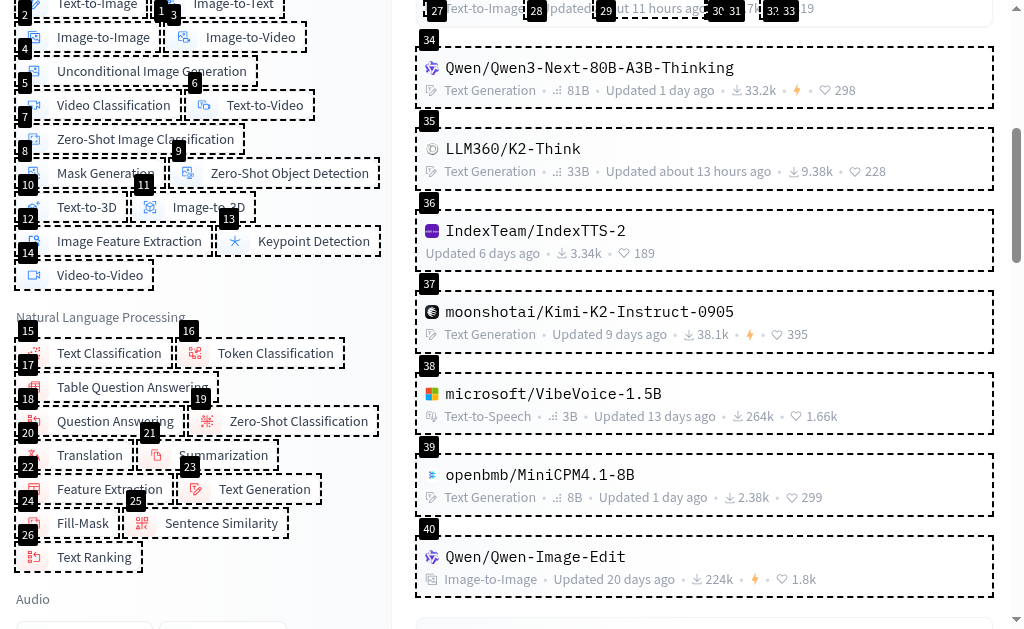 Text-to-Image
Image-to-Text
1
2
3
Image-to-Image
Image-to-Video
4
Unconditional Image Generation
5
6
Video Classification
Text-to-Video
7
Zero-Shot Image Classification
8
9
Mask Generation
Zero-Shot Object Detection
10
11
Text-to-3D
Image-to-3D
12
13
Image Feature Extraction
Keypoint Detection
14
Video-to-Video
Natural Language Processing
15
16
Text Classification
Token Classification
17
Table Question Answering
18
19
Question Answering
Zero-Shot Classification
20
21
Translation
Summarization
22
23
Feature Extraction
Text Generation
24
25
Fill-Mask
Sentence Similarity
26
Text Ranking
Audio
27 Text-to-Image 28 Updated 29 about 11 hours ago 30 31 32 33 19
34
Qwen/Qwen3-Next-80B-A3B-Thinking
Text Generation • 81B • Updated 1 day ago • 33.2k • 298
35
LLM360/K2-Think
Text Generation • 33B • Updated about 13 hours ago • 9.38k • 228
36
IndexTeam/IndexTTS-2
Updated 6 days ago • 3.34k • 189
37
moonshotai/Kimi-K2-Instruct-0905
Text Generation • Updated 9 days ago • 38.1k • 395
38
microsoft/VibeVoice-1.5B
Text-to-Speech • 3B • Updated 13 days ago • 264k • 1.66k
39
openbmb/MiniCPM4.1-8B
Text Generation • 8B • Updated 1 day ago • 2.38k • 299
40
Qwen/Qwen-Image-Edit
Image-to-Image • Updated 20 days ago • 224k • 1.8k